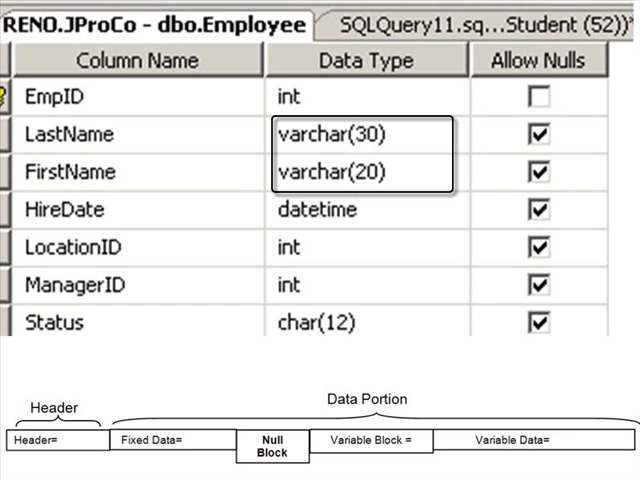 RENO.JProCo - dbo.Employee SQLQuery11.sq...Student (52))*
Column Name Data Type Allow Nulls
EmpID int
LastName varchar(30)
FirstName varchar(20)
HireDate datetime
LocationID int
ManagerID int
Status char(12)
Data Portion
Header
Header= Fixed Data= Null Block Variable Block = Variable Data=